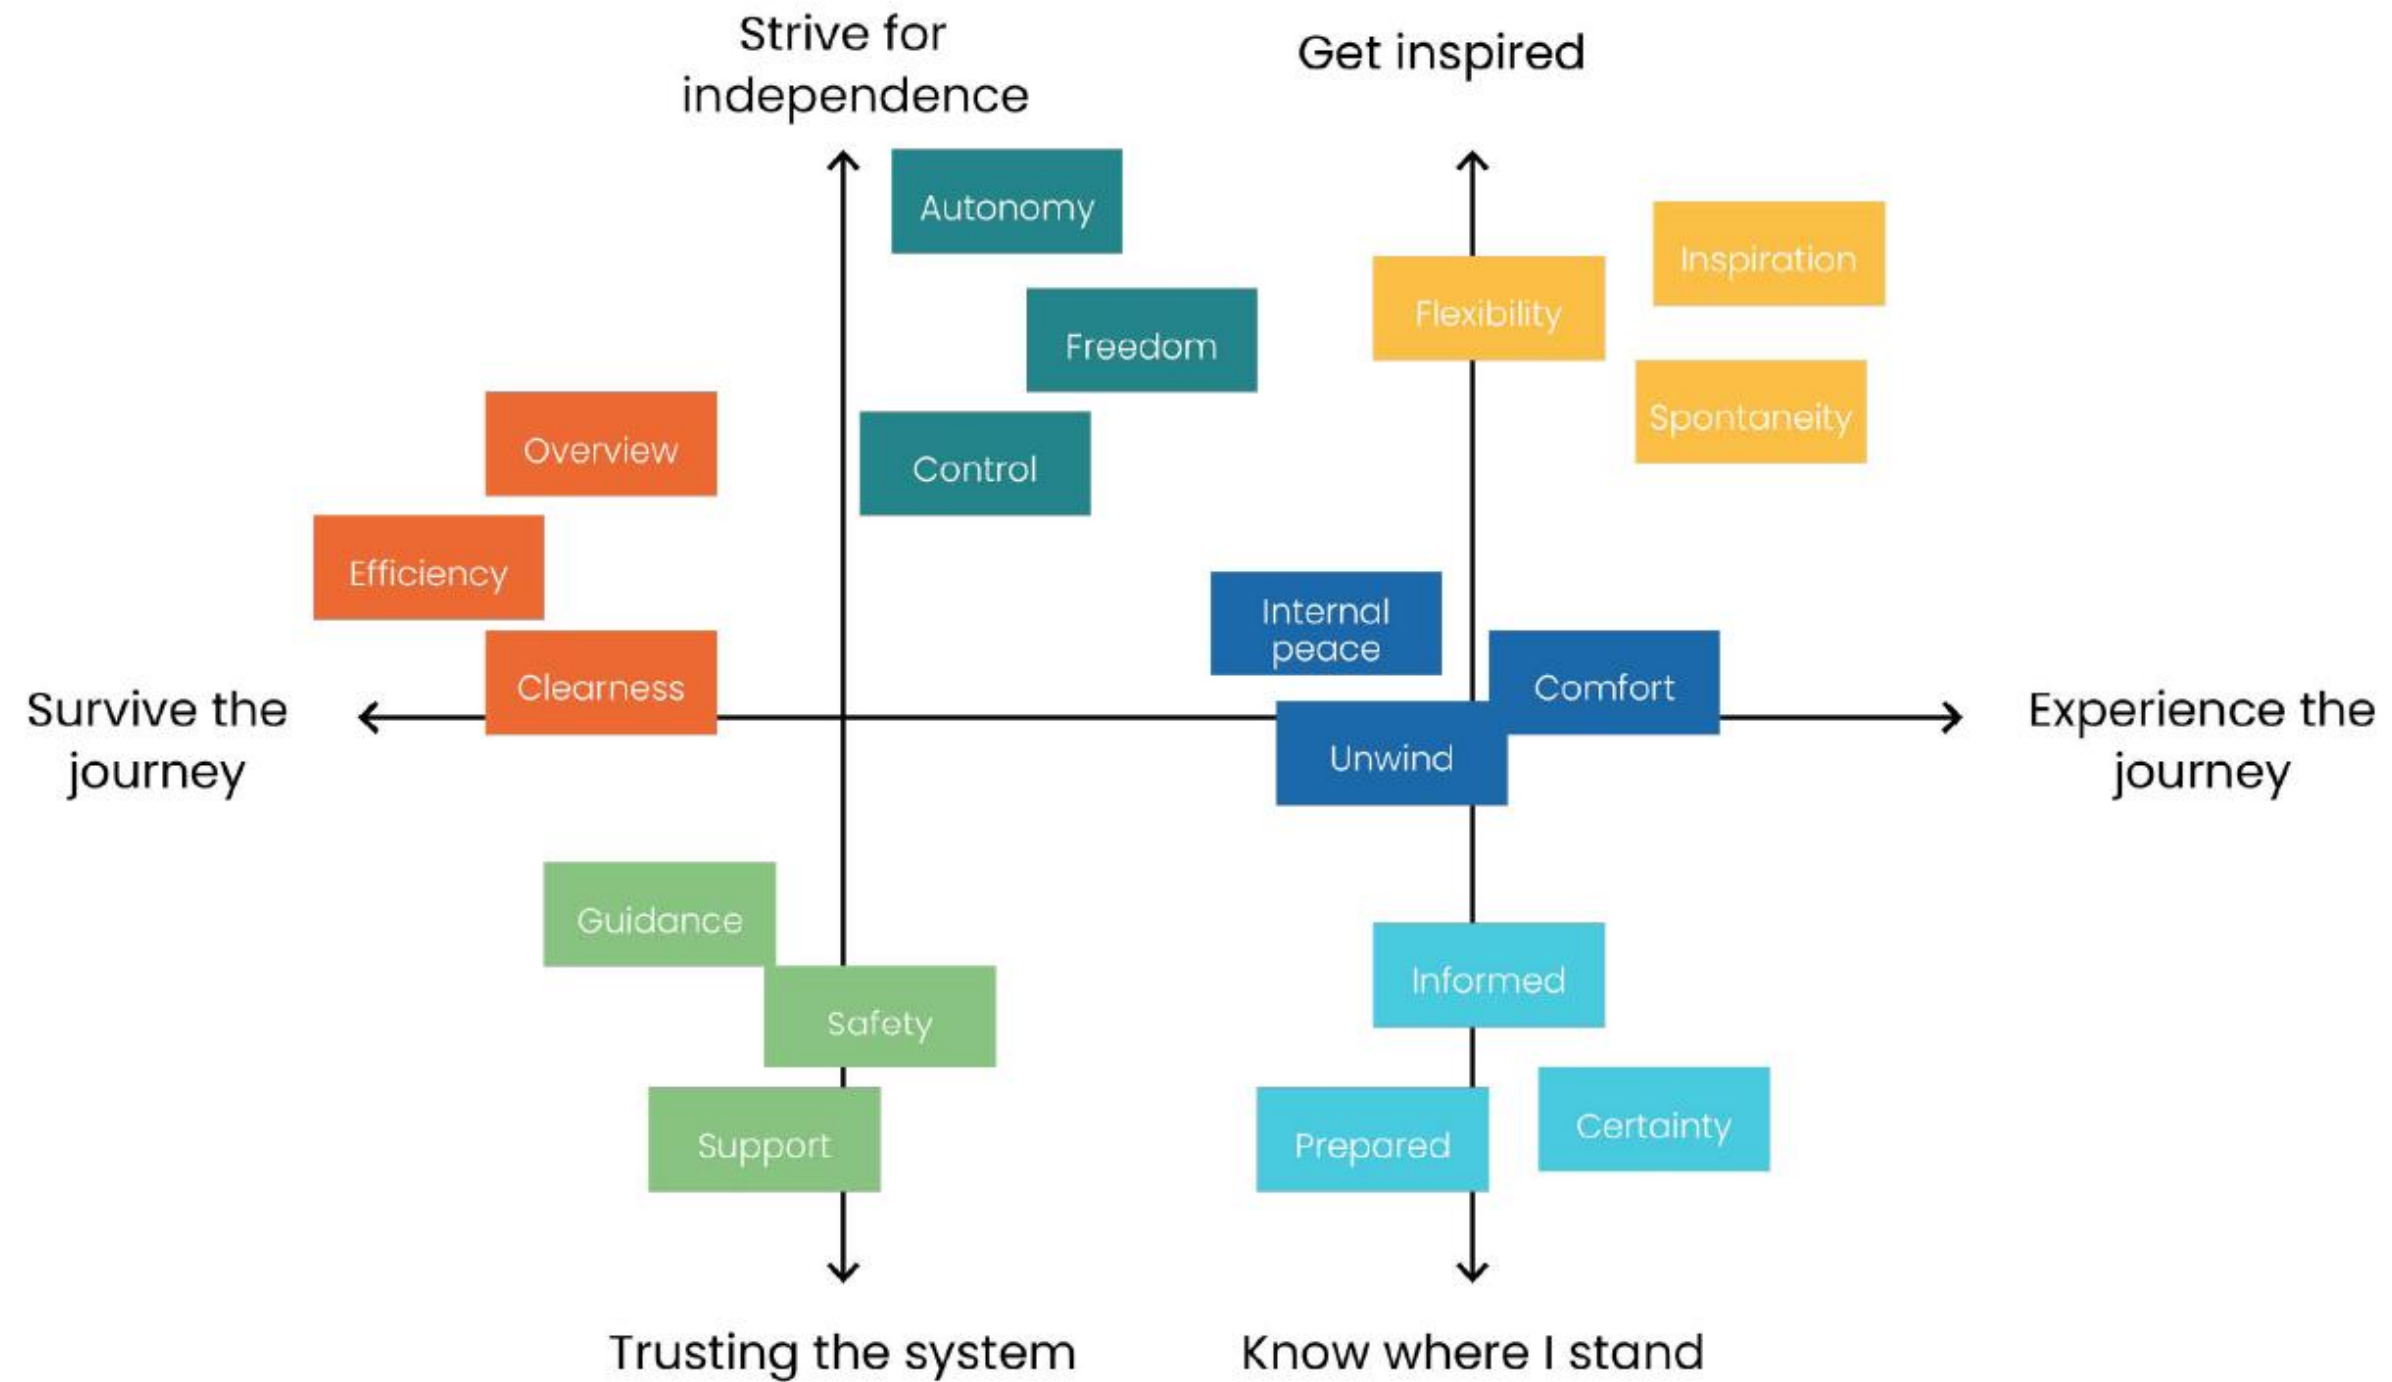 Strive for
independence
Get inspired
Autonomy
Inspiration
Flexibility
Freedom
Spontaneity
Overview
Control
Efficiency
Internal
peace
Clearness
Comfort
Survive the
journey
Experience the
journey
Unwind
Guidance
Informed
Safety
Certainty
Support
Prepared
Trusting the system
Know where I stand